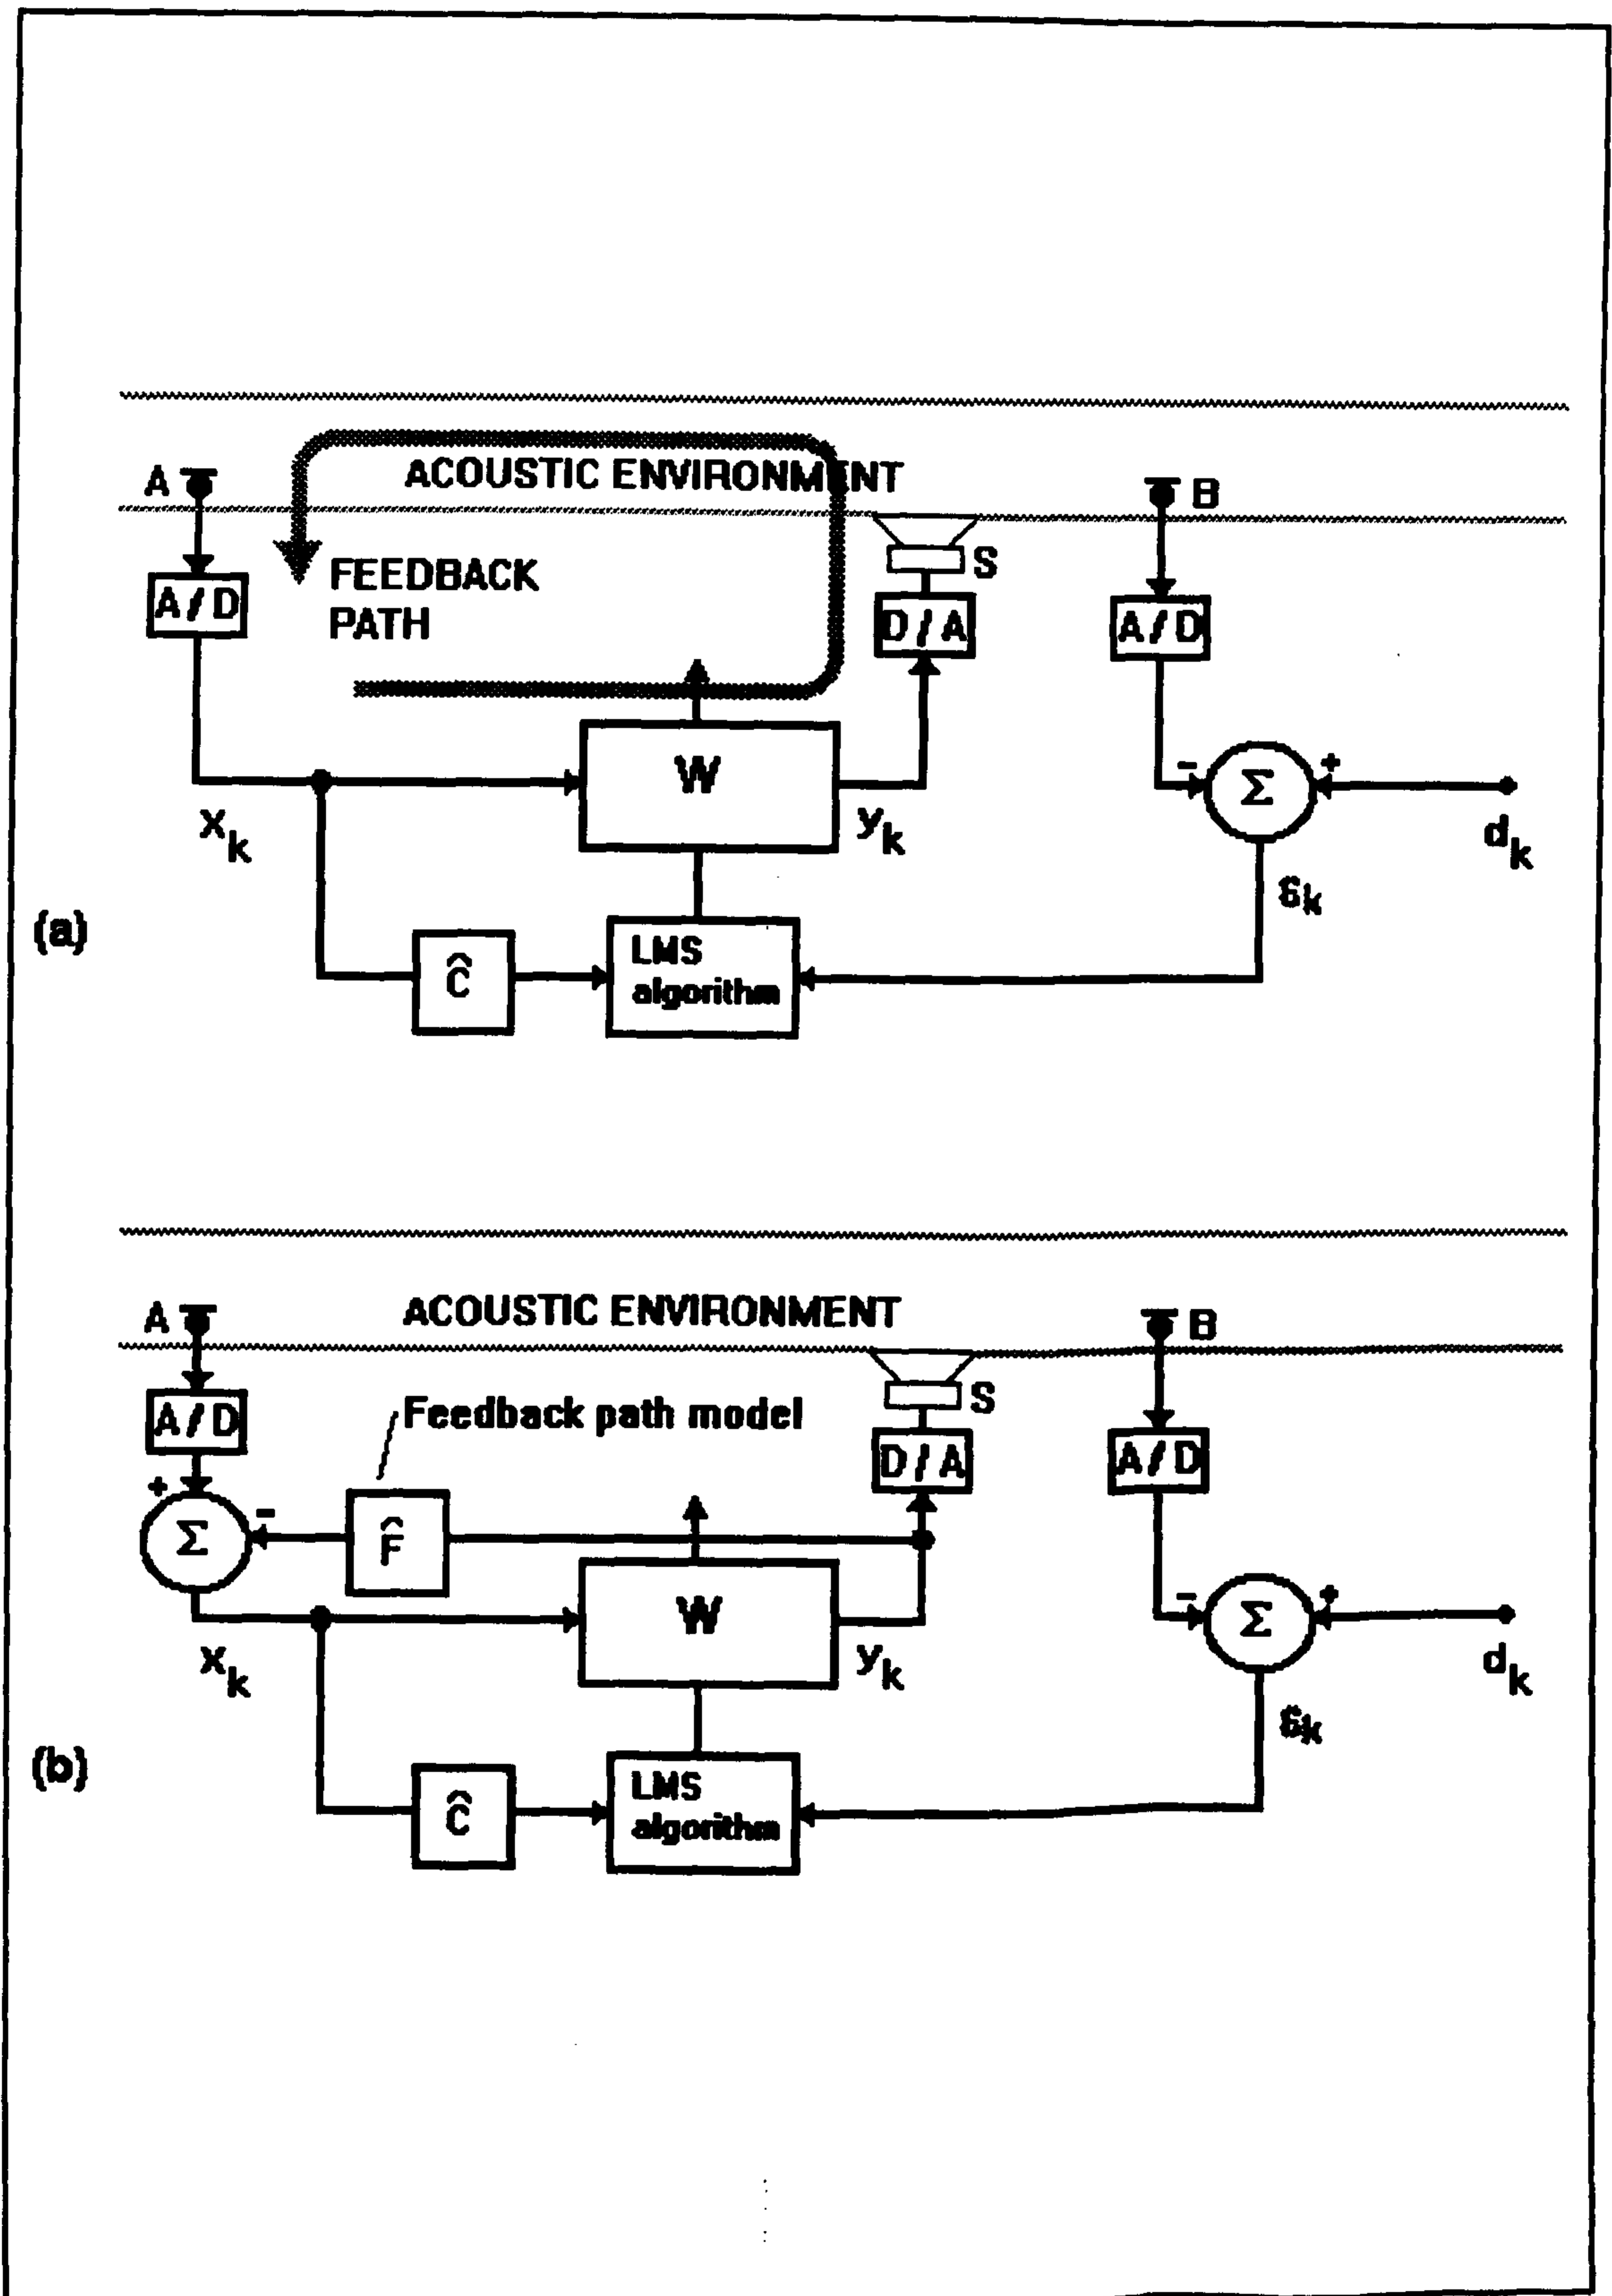 ACOUSTIC ENVIRONMENT
A
B
FEEDBACK
PATH
S
A/D
D/A
A/D
W
- Σ +
x_k
y_k
d_k
ε_k
(a)
Ĉ
LMS
algorithm
ACOUSTIC ENVIRONMENT
A
B
S
Feedback path model
A/D
D/A
A/D
+
Σ -
F̂
W
- Σ +
x_k
y_k
d_k
ε_k
(b)
Ĉ
LMS
algorithm